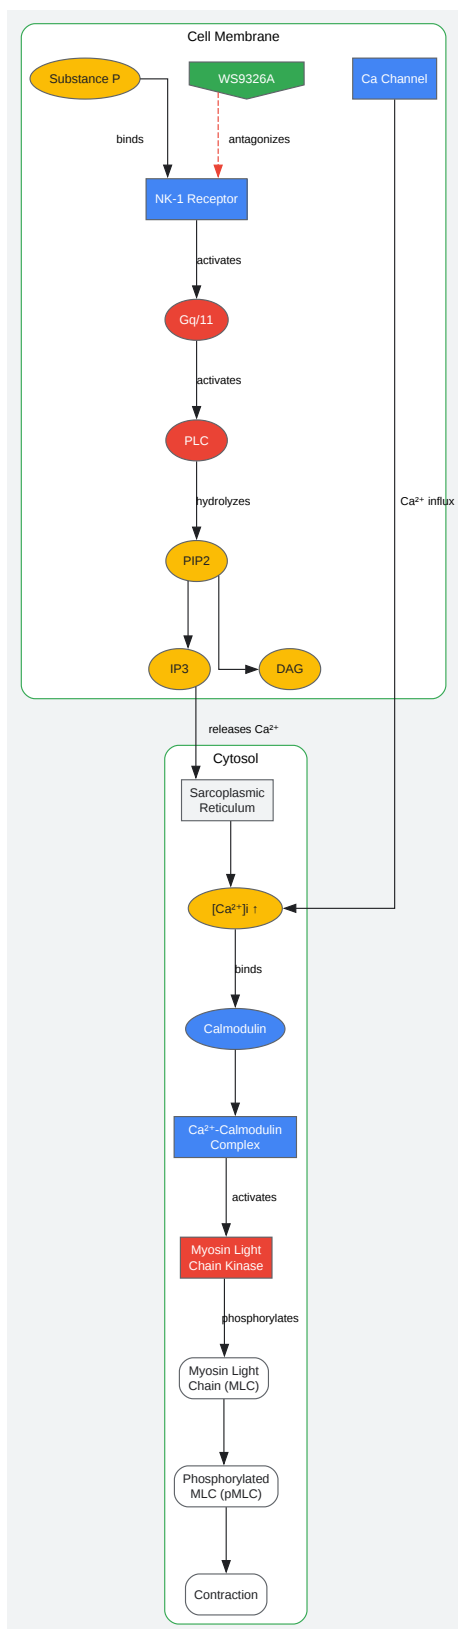 Cell Membrane
Substance P
WS9326A
Ca Channel
binds
antagonizes
NK-1 Receptor
activates
Gq/11
activates
PLC
hydrolyzes
Ca²⁺ influx
PIP2
IP3
DAG
releases Ca²⁺
Cytosol
Sarcoplasmic
Reticulum
[Ca²⁺]i ↑
binds
Calmodulin
Ca²⁺-Calmodulin
Complex
activates
Myosin Light
Chain Kinase
phosphorylates
Myosin Light
Chain (MLC)
Phosphorylated
MLC (pMLC)
Contraction